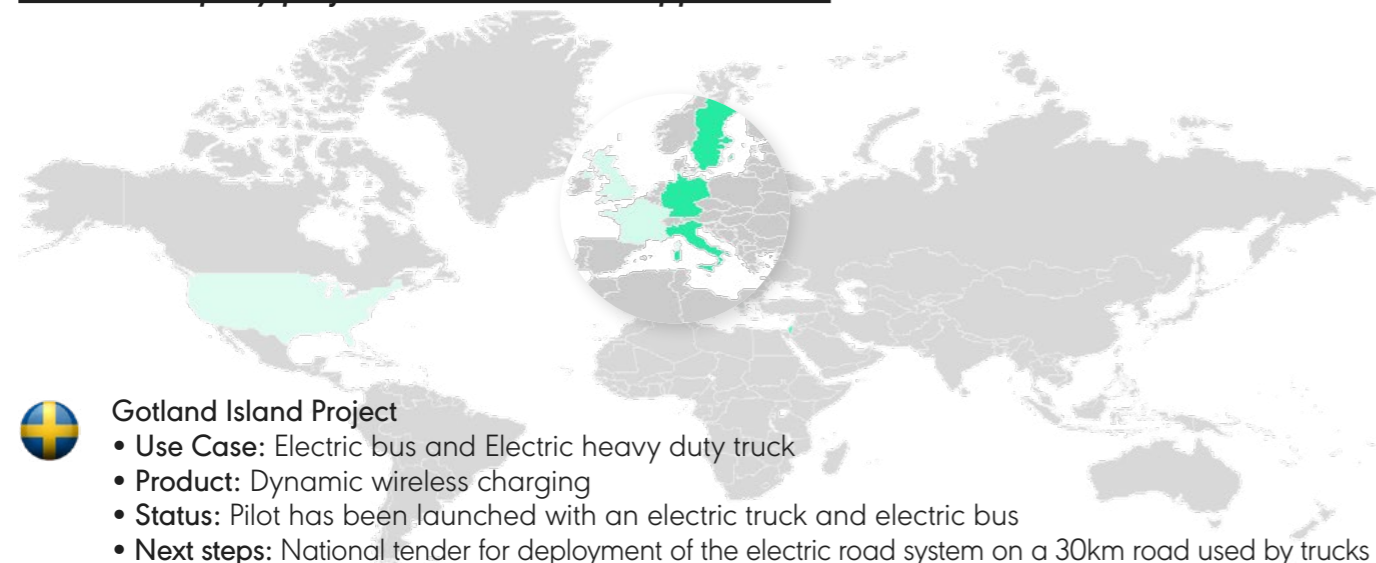 Gotland Island Project
• Use Case: Electric bus and Electric heavy duty truck
• Product: Dynamic wireless charging
• Status: Pilot has been launched with an electric truck and electric bus
• Next steps: National tender for deployment of the electric road system on a 30km road used by trucks